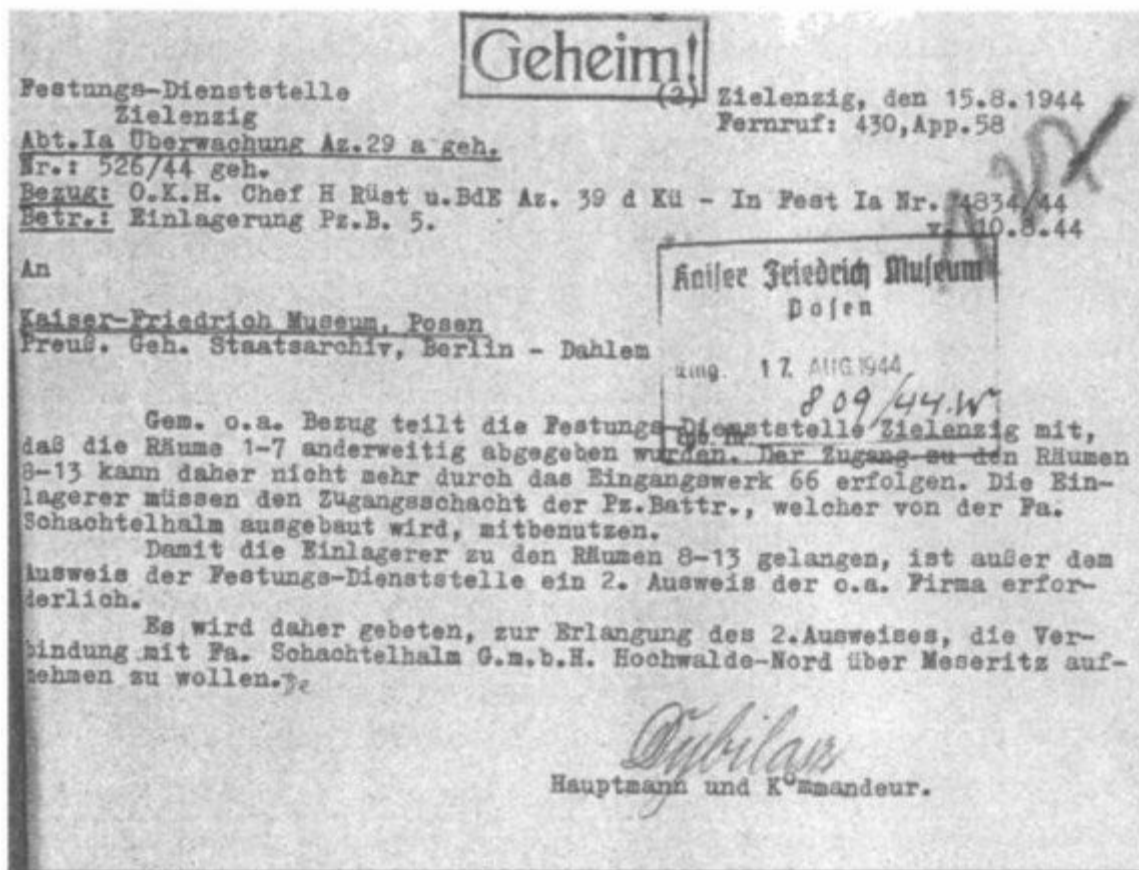 Geheim!
Festungs-Dienststelle
Zielenzig
(2) Zielenzig, den 15.8.1944
Fernruf: 430,App.58
Abt.Ia Überwachung Az.29 a geh.
Nr.: 526/44 geh.
Bezug: O.K.H. Chef H Rüst u.BdE Az. 39 d Kü - In Fest Ia Nr. 4834/44
v. 10.8.44
Betr.: Einlagerung Pz.B. 5.
An
Kaiser Friedrich Museum
Posen
Kaiser-Friedrich Museum, Posen
Preuß. Geh. Staatsarchiv, Berlin - Dahlem
Eing. 17. AUG. 1944
809/44.W
Gem. o.a. Bezug teilt die Festungs-Dienststelle Zielenzig mit,
daß die Räume 1-7 anderweitig abgegeben wurden. Der Zugang zu den Räumen
8-13 kann daher nicht mehr durch das Eingangswerk 66 erfolgen. Die Ein-
lagerer müssen den Zugangsschacht der Pz.Battr., welcher von der Fa.
Schachtelhalm ausgebaut wird, mitbenutzen.
Damit die Einlagerer zu den Räumen 8-13 gelangen, ist außer dem
Ausweis der Festungs-Dienststelle ein 2. Ausweis der o.a. Firma erfor-
derlich.
Es wird daher gebeten, zur Erlangung des 2.Ausweises, die Ver-
bindung mit Fa. Schachtelhalm G.m.b.H. Hochwalde-Nord über Meseritz auf-
nehmen zu wollen.
Hauptmann und Kommandeur.